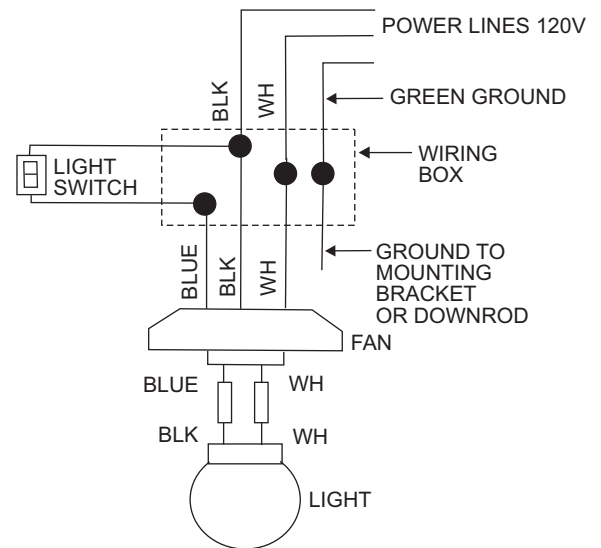 POWER LINES 120V
BLK
WH
GREEN GROUND
LIGHT
SWITCH
WIRING
BOX
BLUE
BLK
WH
GROUND TO
MOUNTING
BRACKET
OR DOWNROD
FAN
BLUE
WH
BLK
WH
LIGHT